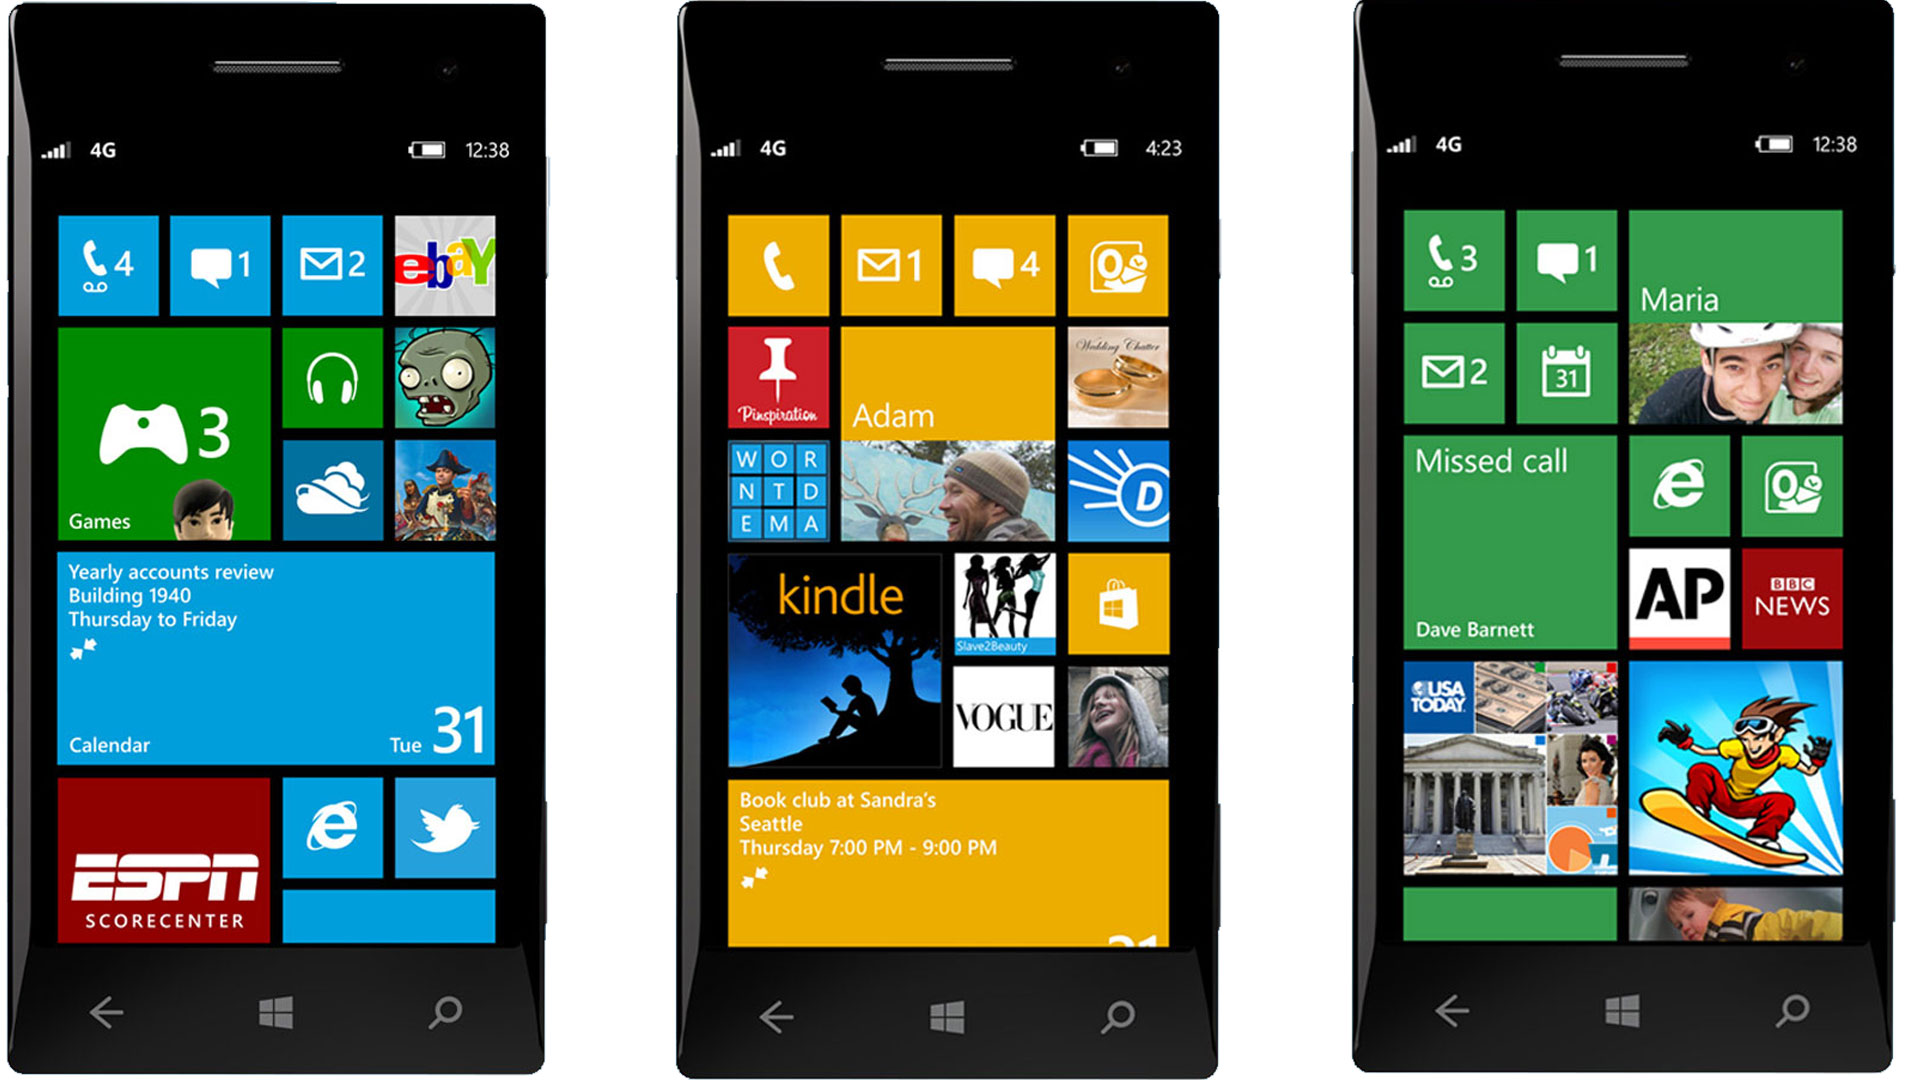 4G 12:38
4 1 2 ebay
3
Games
Yearly accounts review
Building 1940
Thursday to Friday
Calendar Tue 31
ESPN
SCORECENTER
4G 4:23
1 4 O
Pinspiration
Adam
Wedding Chatter
W O R
N T D
E M A
D
kindle
Slave2Beauty
VOGUE
Book club at Sandra's
Seattle
Thursday 7:00 PM - 9:00 PM
4G 12:38
3 1
Maria
2 31
Missed call
O
Dave Barnett
AP
BBC
NEWS
USA
TODAY